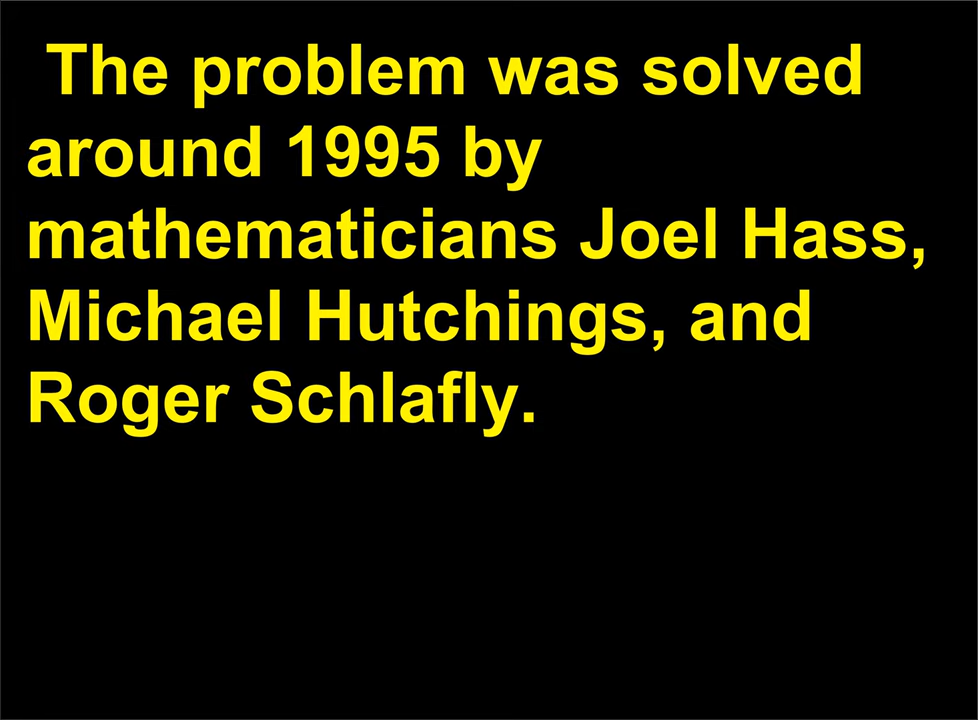 The problem was solved
around 1995 by
mathematicians Joel Hass,
Michael Hutchings, and
Roger Schlafly.